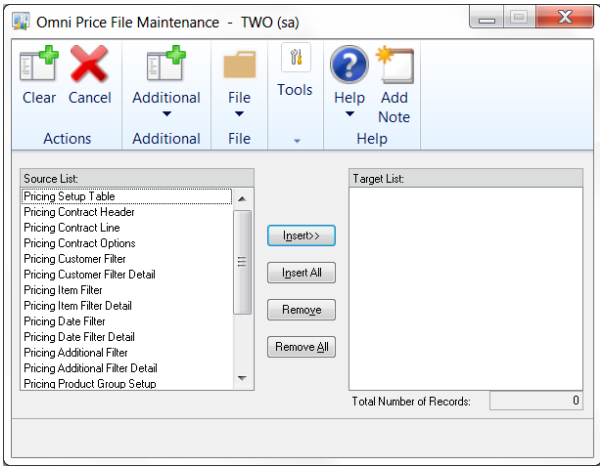 Omni Price File Maintenance - TWO (sa)
Clear Cancel Additional File Tools Help Add Note
Actions Additional File Help
Source List:
Pricing Setup Table
Pricing Contract Header
Pricing Contract Line
Pricing Contract Options
Pricing Customer Filter
Pricing Customer Filter Detail
Pricing Item Filter
Pricing Item Filter Detail
Pricing Date Filter
Pricing Date Filter Detail
Pricing Additional Filter
Pricing Additional Filter Detail
Pricing Product Group Setup
Insert>>
Insert All
Remove
Remove All
Target List:
Total Number of Records: 0